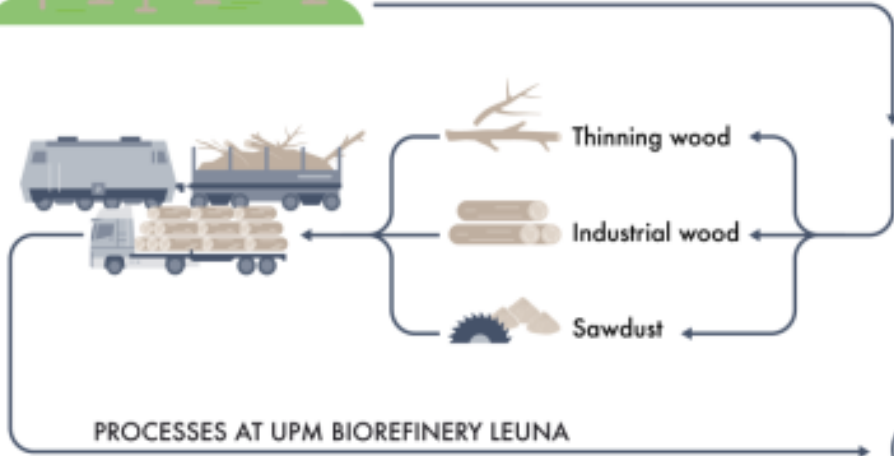 Thinning wood
Industrial wood
Sawdust
PROCESSES AT UPM BIOREFINERY LEUNA